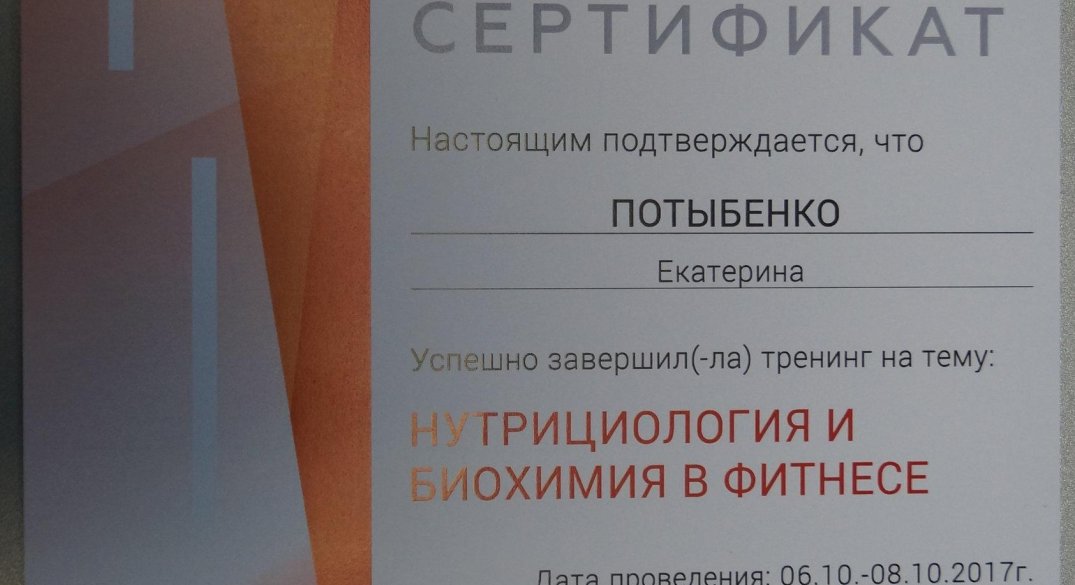 СЕРТИФИКАТ
Настоящим подтверждается, что
ПОТЫБЕНКО
Екатерина
Успешно завершил(-ла) тренинг на тему:
НУТРИЦИОЛОГИЯ И
БИОХИМИЯ В ФИТНЕСЕ
Дата проведения: 06.10.-08.10.2017г.